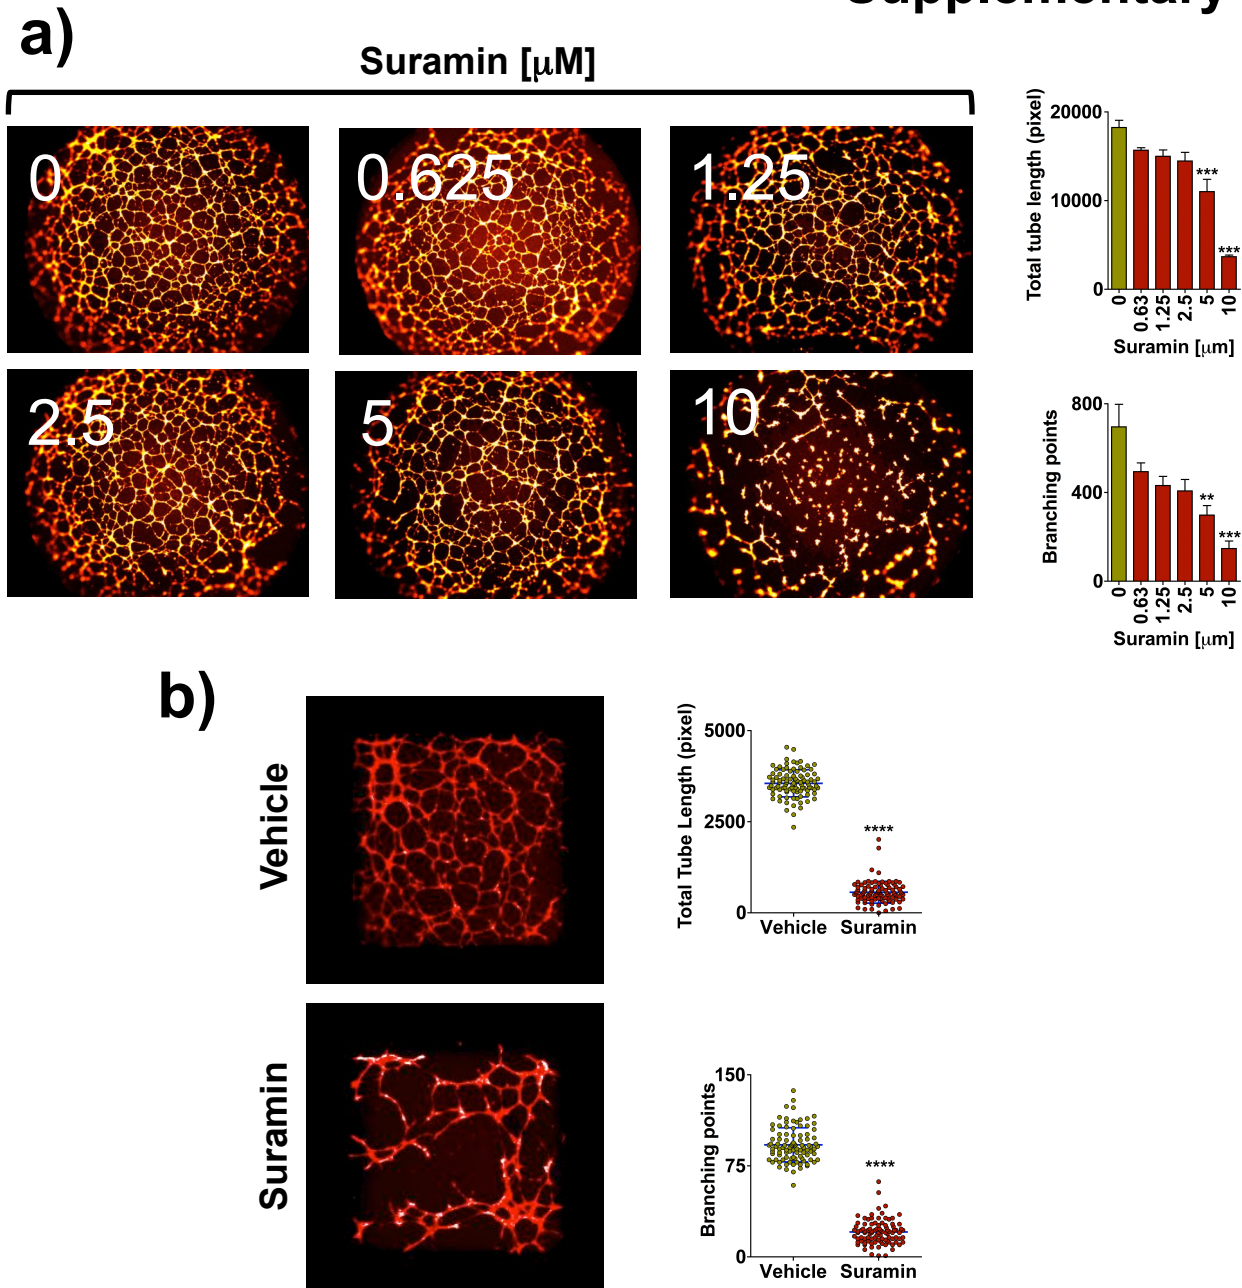 Supplementary
a)
Suramin [μM]
0
0.625
1.25
2.5
5
10
Total tube length (pixel)
20000
10000
0
***
***
0
0.63
1.25
2.5
5
10
Suramin [μm]
Branching points
800
400
0
**
***
0
0.63
1.25
2.5
5
10
Suramin [μm]
b)
Vehicle
Suramin
Total Tube Length (pixel)
5000
2500
0
****
Vehicle Suramin
Branching points
150
75
0
****
Vehicle Suramin